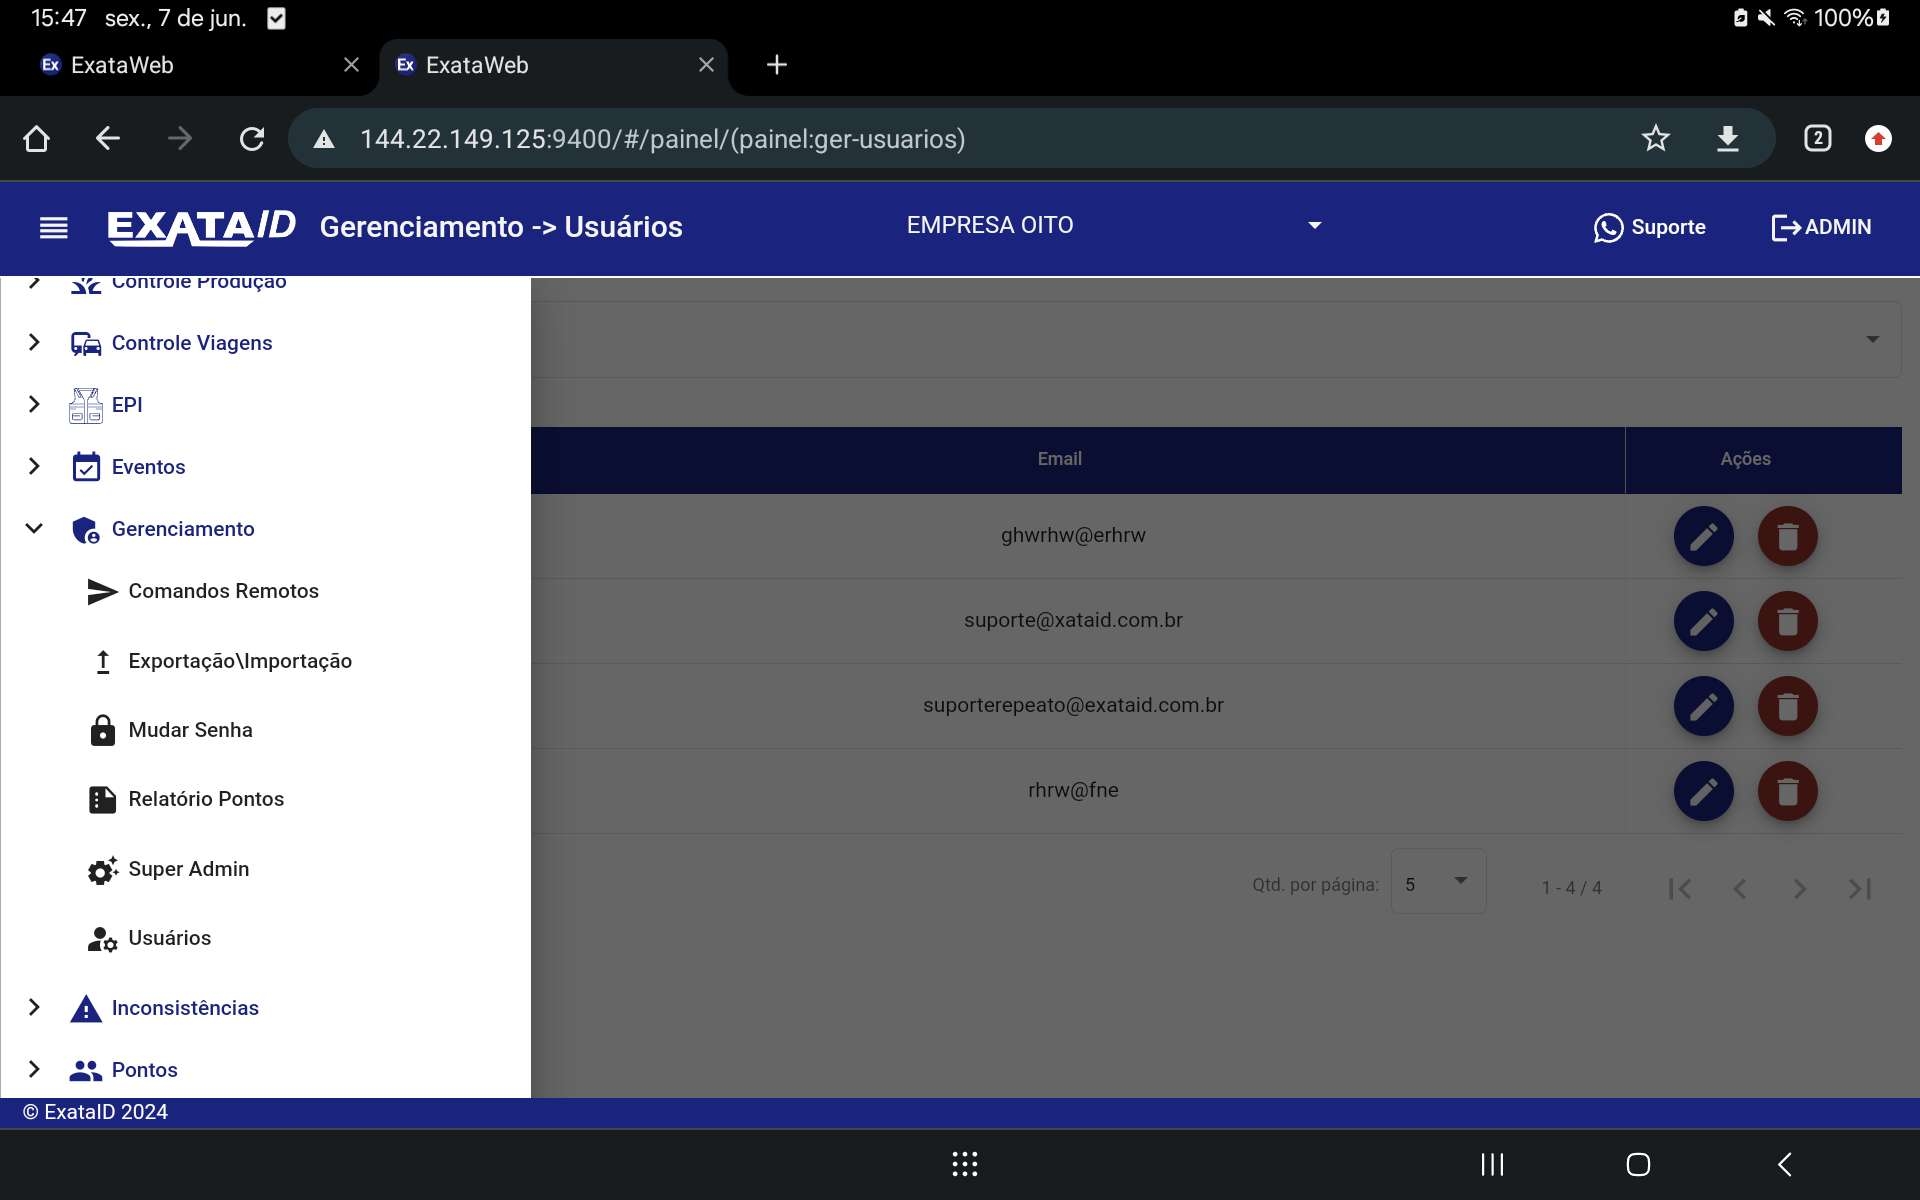 15:47 sex., 7 de jun. 100%
Ex ExataWeb Ex ExataWeb
144.22.149.125:9400/#/painel/(painel:ger-usuarios) 2
EXATAID Gerenciamento -> Usuários EMPRESA OITO Suporte ADMIN
Controle Produção
Controle Viagens
EPI
Eventos
Gerenciamento
Comandos Remotos
Exportação\Importação
Mudar Senha
Relatório Pontos
Super Admin
Usuários
Inconsistências
Pontos
Email Ações
ghwrhw@erhrw
suporte@xataid.com.br
suporterepeato@exataid.com.br
rhrw@fne
Qtd. por página: 5 1 - 4 / 4
© ExataID 2024